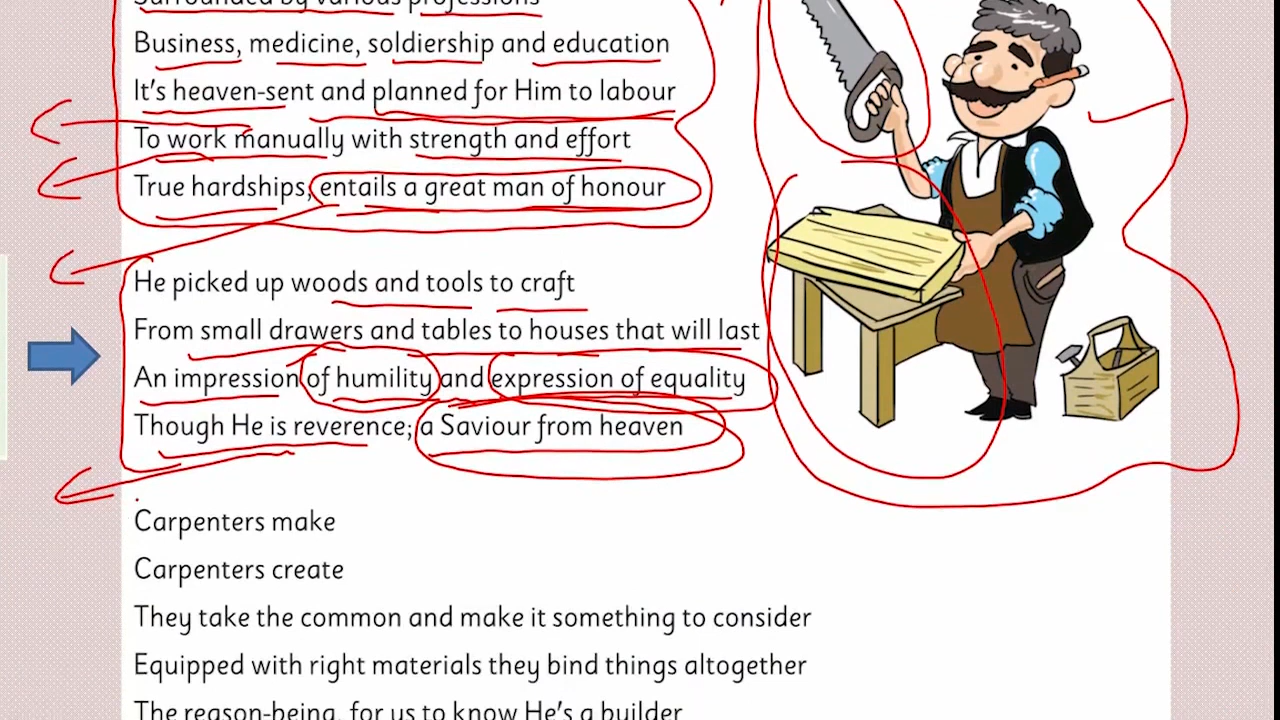 Surrounded by various professions
Business, medicine, soldiership and education
It's heaven-sent and planned for Him to labour
To work manually with strength and effort
True hardships, entails a great man of honour
He picked up woods and tools to craft
From small drawers and tables to houses that will last
An impression of humility and expression of equality
Though He is reverence; a Saviour from heaven
Carpenters make
Carpenters create
They take the common and make it something to consider
Equipped with right materials they bind things altogether
The reason-being, for us to know He's a builder